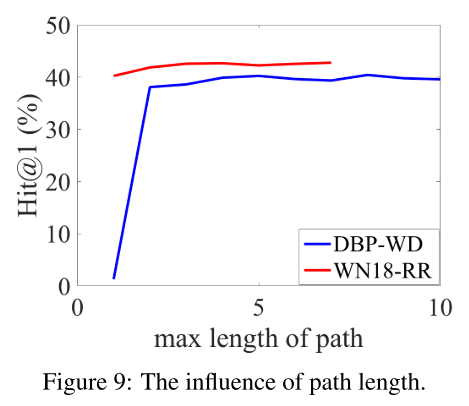 50
40
30
20
10
0
Hit@1 (%)
DBP-WD
WN18-RR
0
5
10
max length of path
Figure 9: The influence of path length.